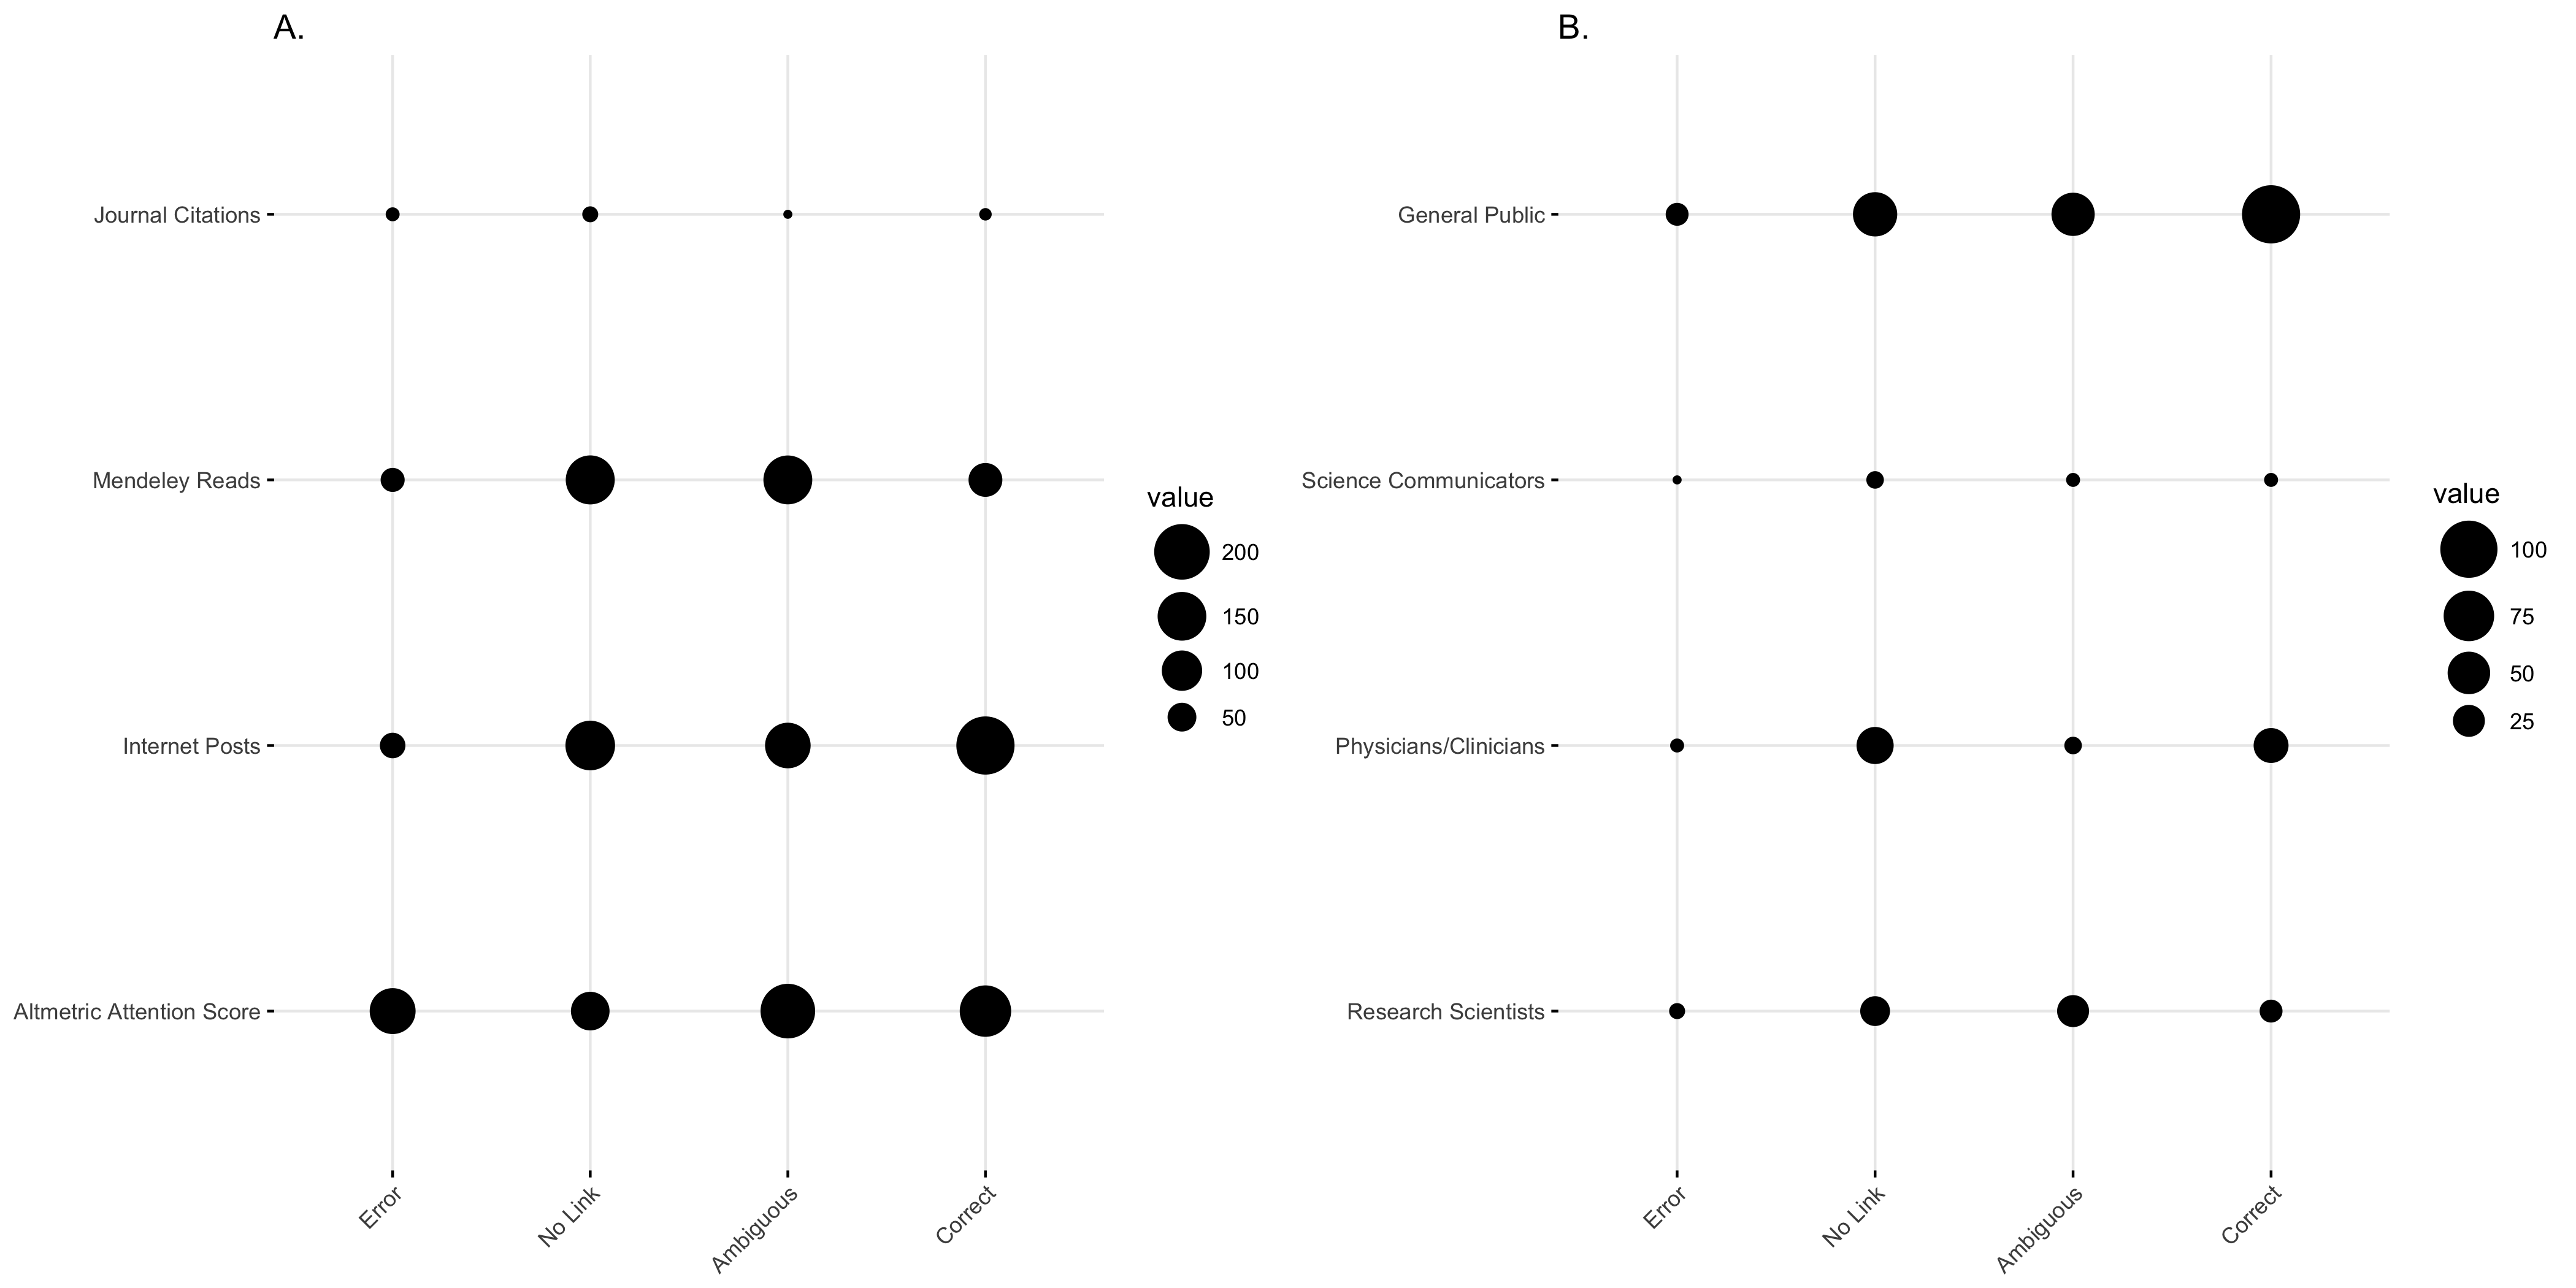 A.
Journal Citations
Mendeley Reads
Internet Posts
Altmetric Attention Score
Error
No Link
Ambiguous
Correct
value
200
150
100
50
B.
General Public
Science Communicators
Physicians/Clinicians
Research Scientists
Error
No Link
Ambiguous
Correct
value
100
75
50
25